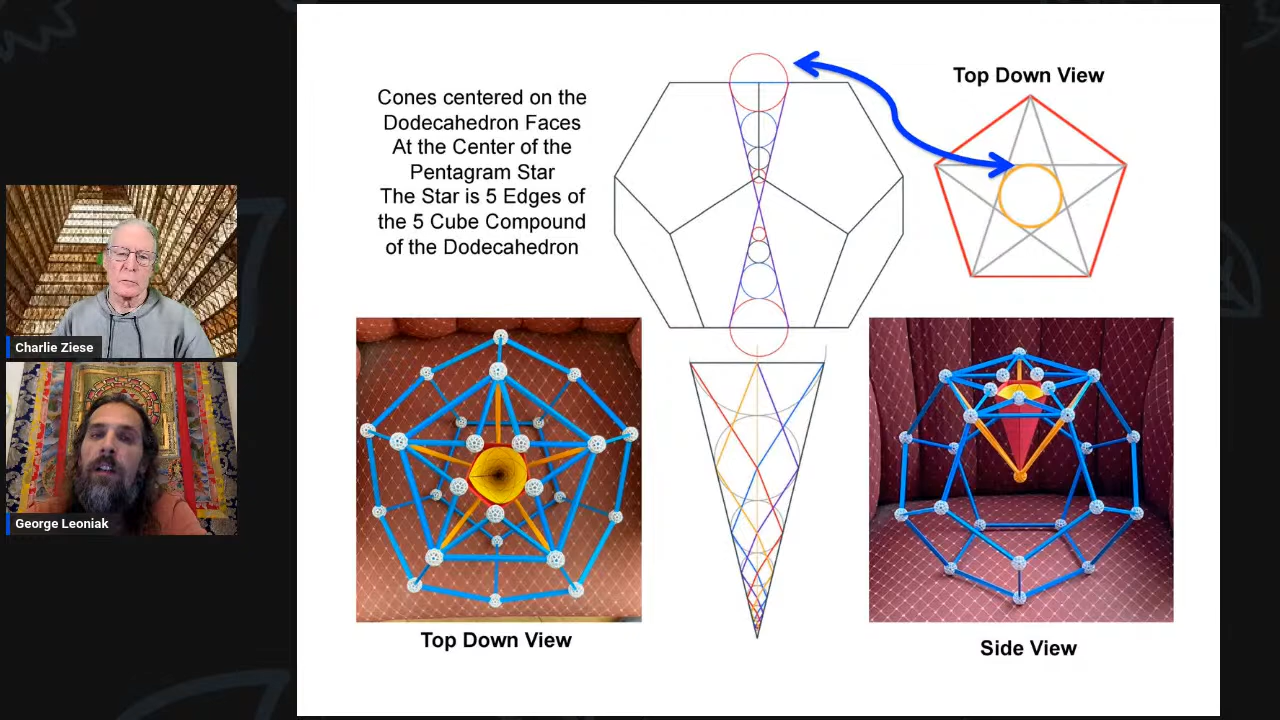 Cones centered on the
Dodecahedron Faces
At the Center of the
Pentagram Star
The Star is 5 Edges of
the 5 Cube Compound
of the Dodecahedron
Top Down View
Charlie Ziese
George Leoniak
Top Down View
Side View